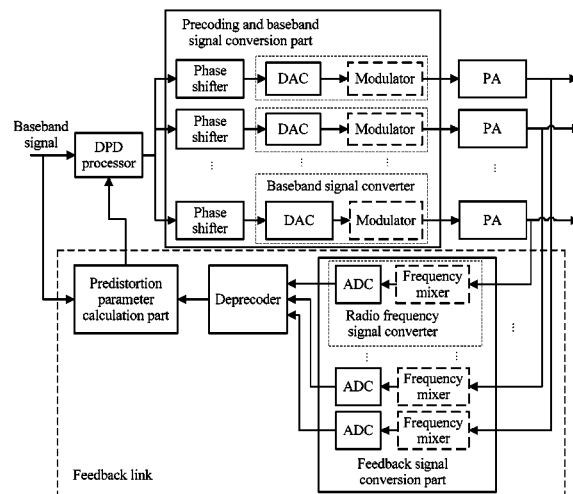 Precoding and baseband
signal conversion part
Phase
shifter
DAC
Modulator
PA
Phase
shifter
DAC
Modulator
PA
Baseband
signal
DPD
processor
Baseband signal converter
Phase
shifter
DAC
Modulator
PA
Predistortion
parameter
calculation part
Deprecoder
ADC
Frequency
mixer
Radio frequency
signal converter
ADC
Frequency
mixer
ADC
Frequency
mixer
Feedback signal
conversion part
Feedback link